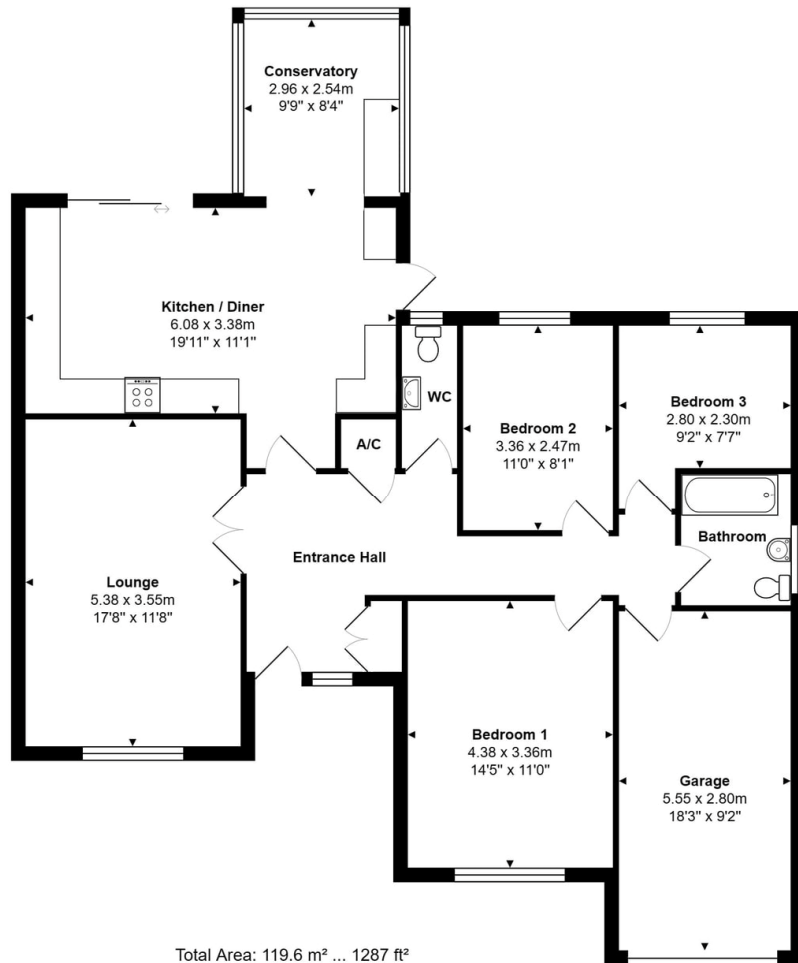 Conservatory
2.96 x 2.54m
9'9" x 8'4"
Kitchen / Diner
6.08 x 3.38m
19'11" x 11'1"
WC
A/C
Bedroom 2
3.36 x 2.47m
11'0" x 8'1"
Bedroom 3
2.80 x 2.30m
9'2" x 7'7"
Bathroom
Entrance Hall
Lounge
5.38 x 3.55m
17'8" x 11'8"
Bedroom 1
4.38 x 3.36m
14'5" x 11'0"
Garage
5.55 x 2.80m
18'3" x 9'2"
Total Area: 119.6 m² ... 1287 ft²